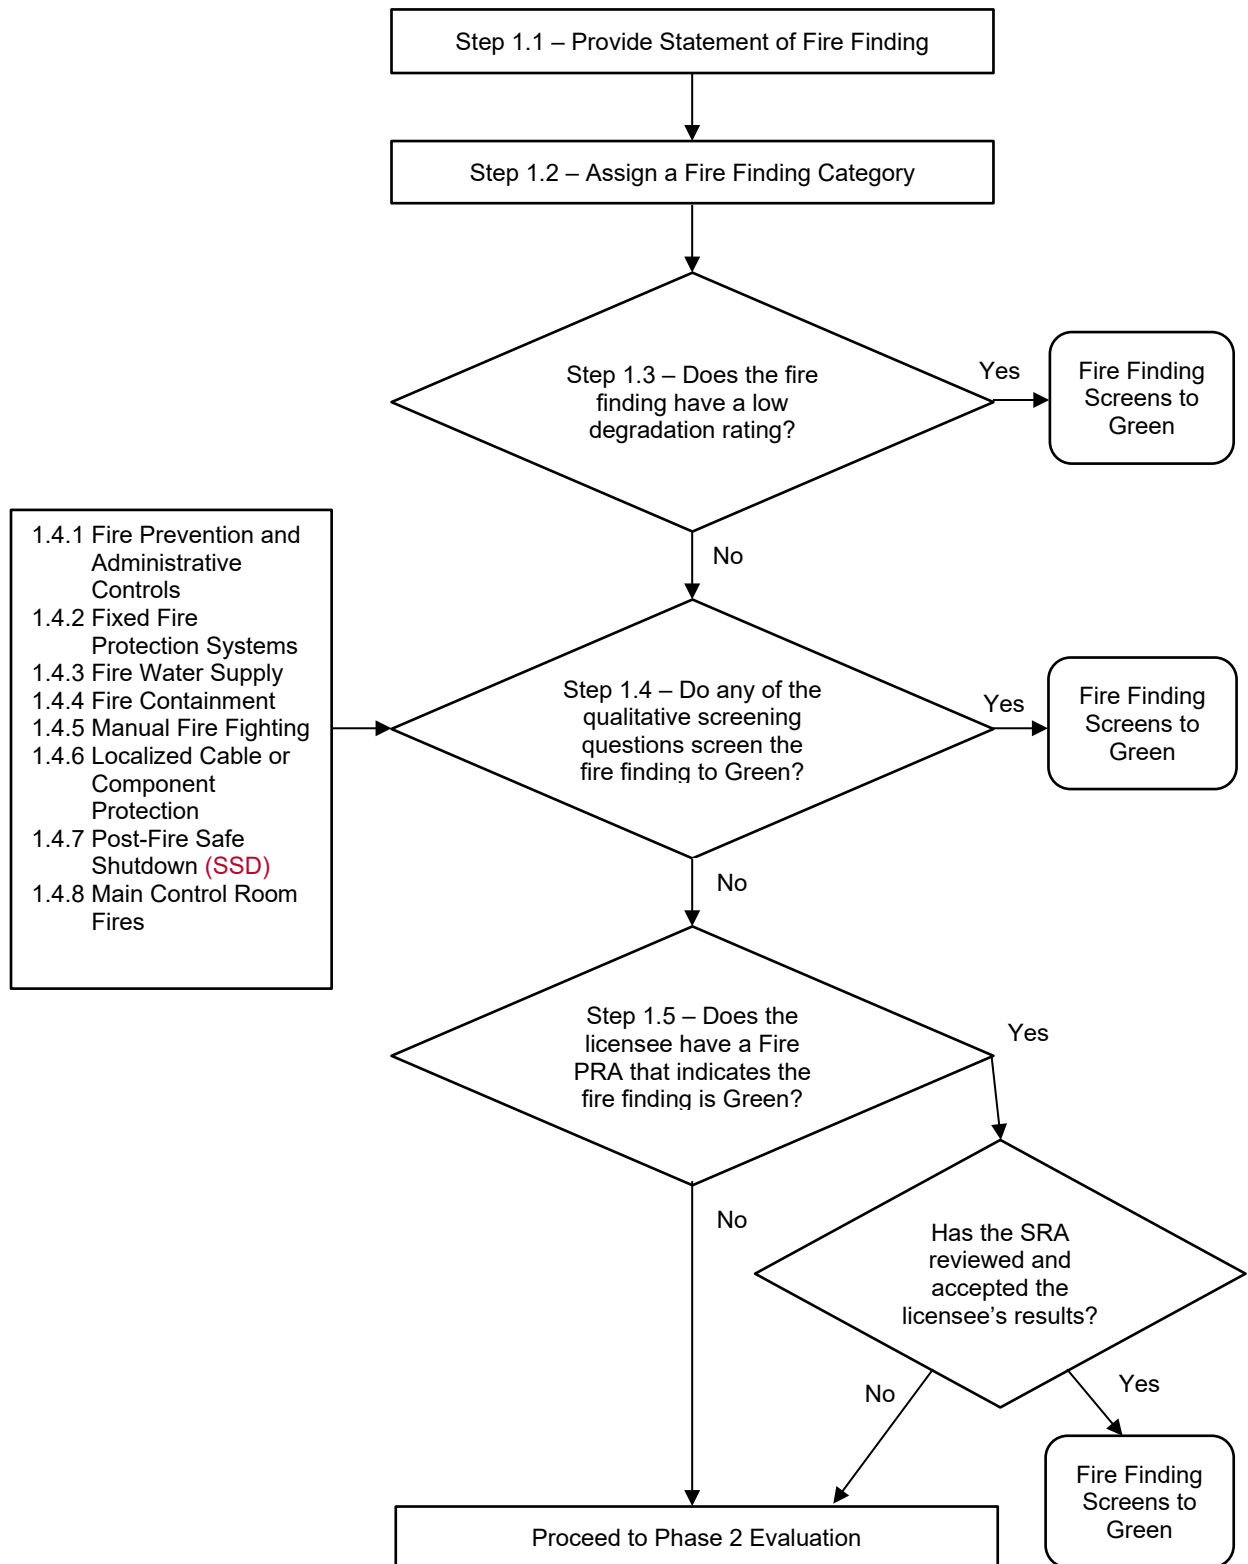 Step 1.1 – Provide Statement of Fire Finding
Step 1.2 – Assign a Fire Finding Category
Step 1.3 – Does the fire
finding have a low
degradation rating?
Yes
Fire Finding
Screens to
Green
No
1.4.1 Fire Prevention and
Administrative
Controls
1.4.2 Fixed Fire
Protection Systems
1.4.3 Fire Water Supply
1.4.4 Fire Containment
1.4.5 Manual Fire Fighting
1.4.6 Localized Cable or
Component
Protection
1.4.7 Post-Fire Safe
Shutdown (SSD)
1.4.8 Main Control Room
Fires
Step 1.4 – Do any of the
qualitative screening
questions screen the
fire finding to Green?
Yes
Fire Finding
Screens to
Green
No
Step 1.5 – Does the
licensee have a Fire
PRA that indicates the
fire finding is Green?
Yes
No
Has the SRA
reviewed and
accepted the
licensee’s results?
No
Yes
Fire Finding
Screens to
Green
Proceed to Phase 2 Evaluation